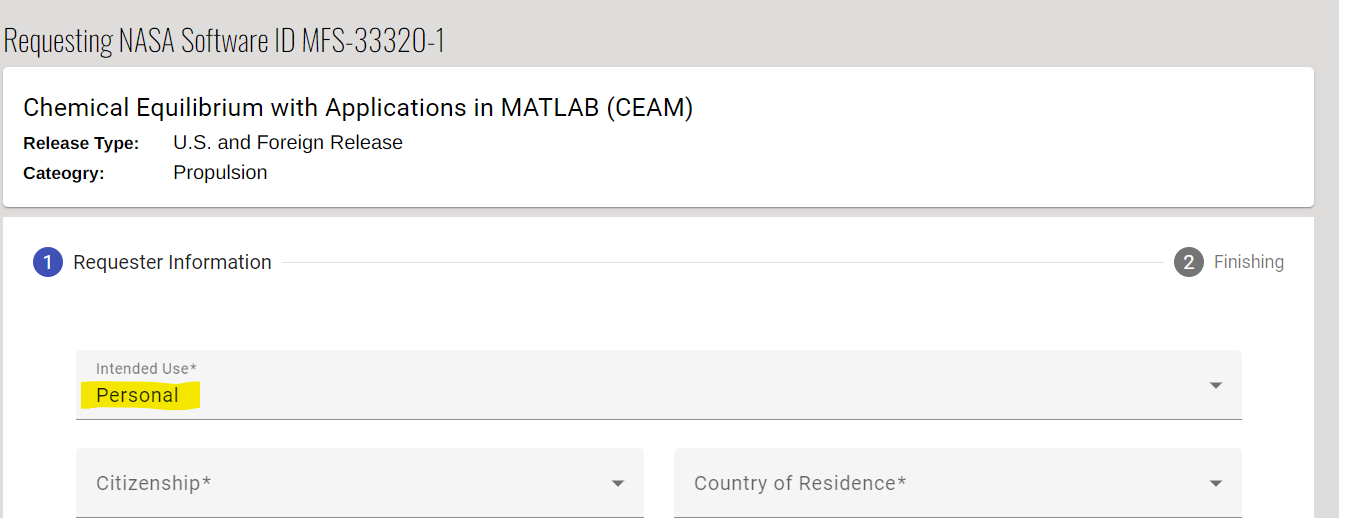 Requesting NASA Software ID MFS-33320-1
Chemical Equilibrium with Applications in MATLAB (CEAM)
Release Type: U.S. and Foreign Release
Cateogry: Propulsion
1 Requester Information 2 Finishing
Intended Use*
Personal
Citizenship* Country of Residence*